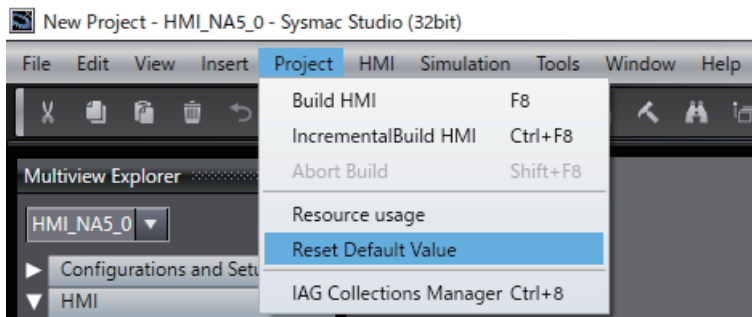 New Project - HMI_NA5_0 - Sysmac Studio (32bit)
File Edit View Insert Project HMI Simulation Tools Window Help
Build HMI F8
IncrementalBuild HMI Ctrl+F8
Abort Build Shift+F8
Multiview Explorer
Resource usage
HMI_NA5_0
Reset Default Value
Configurations and Setu
IAG Collections Manager Ctrl+8
HMI